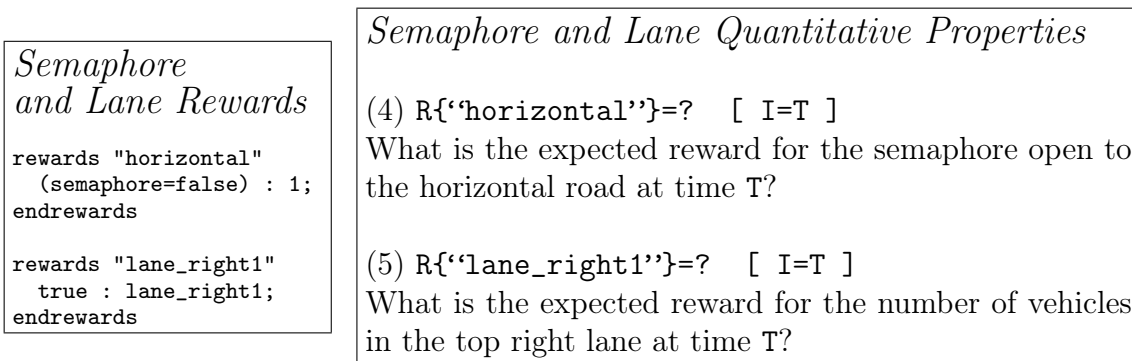 Semaphore
and Lane Rewards
rewards "horizontal"
(semaphore=false) : 1;
endrewards
rewards "lane_right1"
true : lane_right1;
endrewards
Semaphore and Lane Quantitative Properties
(4) R{“horizontal”}=? [ I=T ]
What is the expected reward for the semaphore open to
the horizontal road at time T?
(5) R{“lane_right1”}=? [ I=T ]
What is the expected reward for the number of vehicles
in the top right lane at time T?